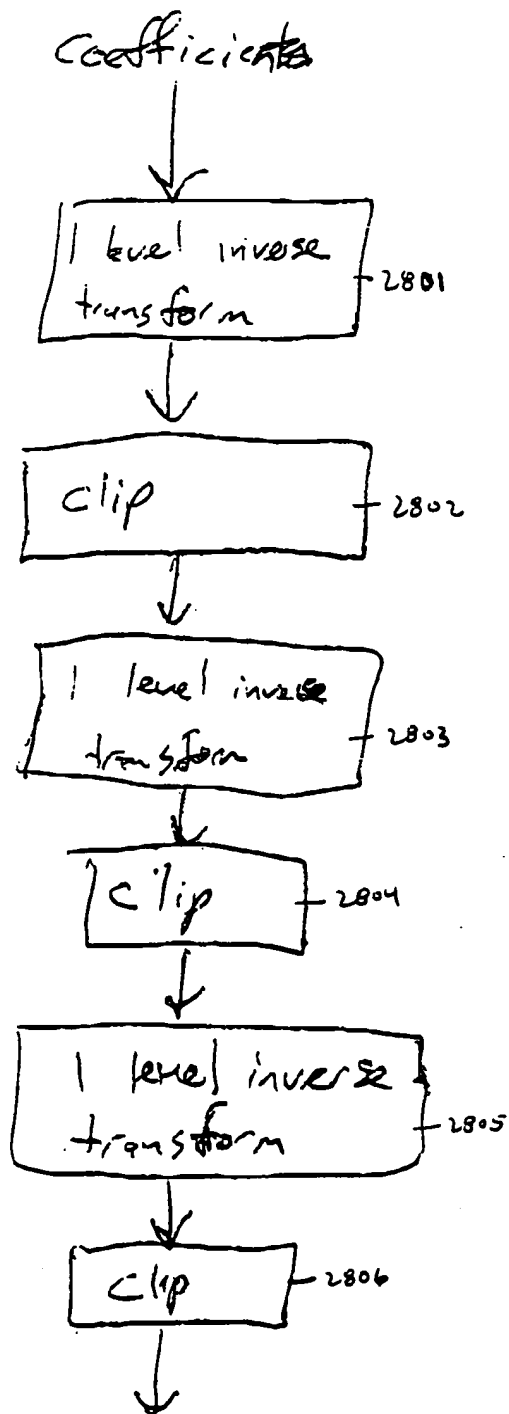 Coefficients
1 level inverse
transform
2801
clip
2802
1 level inverse
transform
2803
clip
2804
1 level inverse
transform
2805
clip
2806